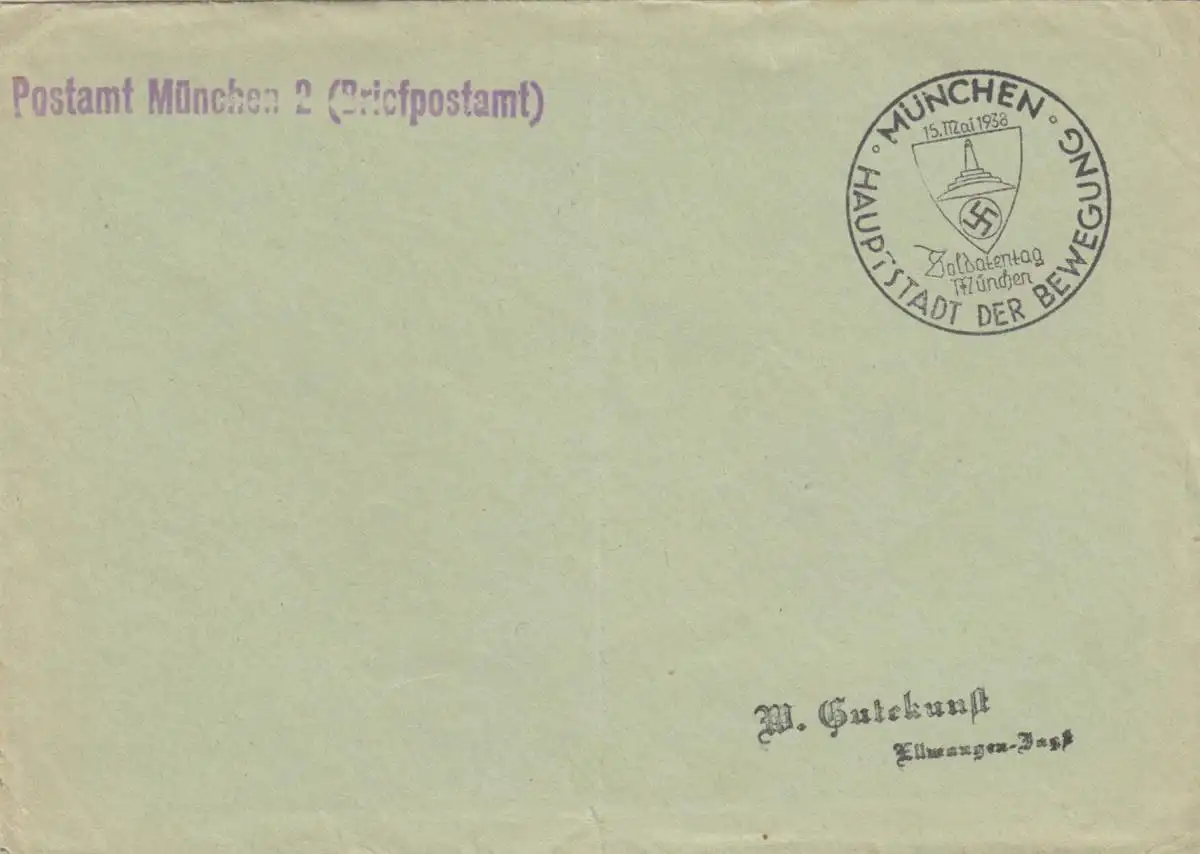 Postamt München 2 (Briefpostamt)
MÜNCHEN
15. Mai 1938
Soldatentag
München
HAUPTSTADT DER BEWEGUNG
W. Gutekunst
Ellwangen-Jagst